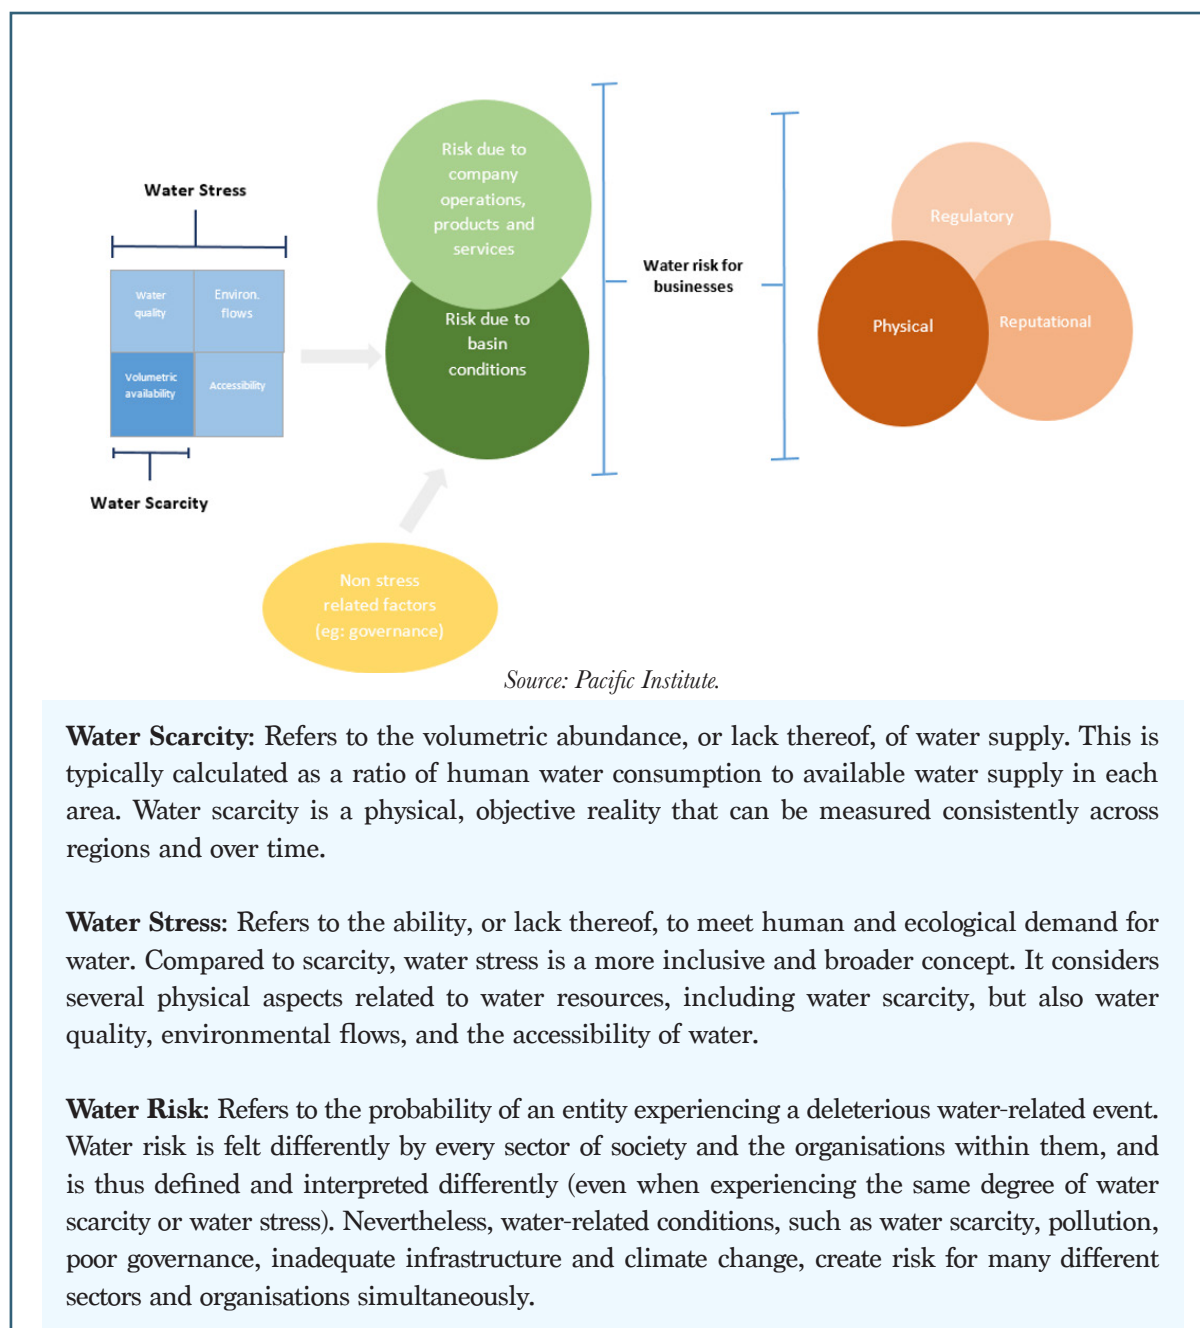 Water Stress
Water
quality
Environ.
flows
Volumetric
availability
Accessibility
Water Scarcity
Risk due to
company
operations,
products and
services
Risk due to
basin
conditions
Non stress
related factors
(eg: governance)
Water risk for
businesses
Regulatory
Physical
Reputational
Source: Pacific Institute.
Water Scarcity: Refers to the volumetric abundance, or lack thereof, of water supply. This is
typically calculated as a ratio of human water consumption to available water supply in each
area. Water scarcity is a physical, objective reality that can be measured consistently across
regions and over time.
Water Stress: Refers to the ability, or lack thereof, to meet human and ecological demand for
water. Compared to scarcity, water stress is a more inclusive and broader concept. It considers
several physical aspects related to water resources, including water scarcity, but also water
quality, environmental flows, and the accessibility of water.
Water Risk: Refers to the probability of an entity experiencing a deleterious water-related event.
Water risk is felt differently by every sector of society and the organisations within them, and
is thus defined and interpreted differently (even when experiencing the same degree of water
scarcity or water stress). Nevertheless, water-related conditions, such as water scarcity, pollution,
poor governance, inadequate infrastructure and climate change, create risk for many different
sectors and organisations simultaneously.